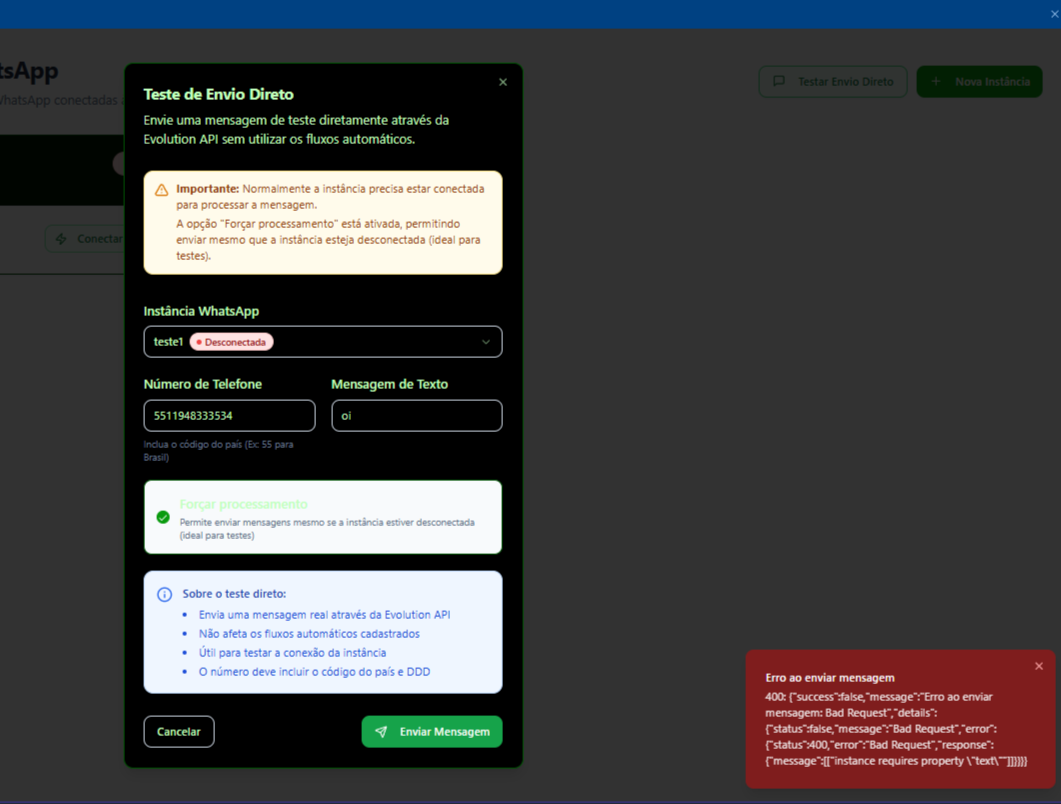 ×
tsApp
Testar Envio Direto
+ Nova Instância
WhatsApp conectadas a
Conectar
Teste de Envio Direto
×
Envie uma mensagem de teste diretamente através da
Evolution API sem utilizar os fluxos automáticos.
Importante: Normalmente a instância precisa estar conectada
para processar a mensagem.
A opção "Forçar processamento" está ativada, permitindo
enviar mesmo que a instância esteja desconectada (ideal para
testes).
Instância WhatsApp
teste1 • Desconectada
Número de Telefone
Mensagem de Texto
5511948333534
oi
Inclua o código do país (Ex: 55 para
Brasil)
Forçar processamento
Permite enviar mensagens mesmo se a instância estiver desconectada
(ideal para testes)
Sobre o teste direto:
• Envia uma mensagem real através da Evolution API
• Não afeta os fluxos automáticos cadastrados
• Útil para testar a conexão da instância
• O número deve incluir o código do país e DDD
Cancelar
Enviar Mensagem
×
Erro ao enviar mensagem
400: {"success":false,"message":"Erro ao enviar
mensagem: Bad Request","details":
{"status":false,"message":"Bad Request","error":
{"status":400,"error":"Bad Request","response":
{"message":[["instance requires property \"text\""]]}}}}